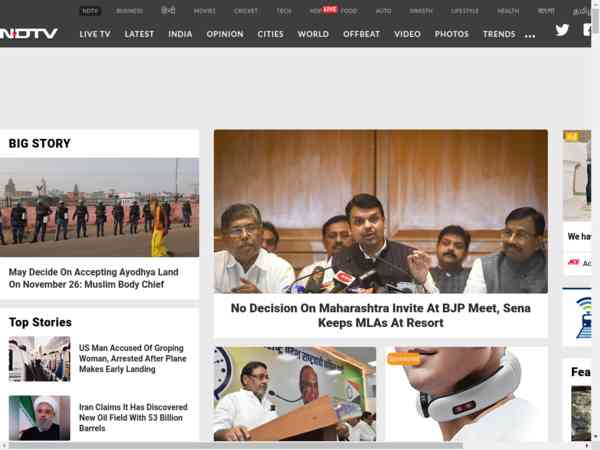 NDTV BUSINESS हिन्दी MOVIES CRICKET TECH LIVE FOOD AUTO SWASTH LIFESTYLE HEALTH বাংলা
NDTV LIVE TV LATEST INDIA OPINION CITIES WORLD OFFBEAT VIDEO PHOTOS TRENDS ...
BIG STORY
May Decide On Accepting Ayodhya Land
On November 26: Muslim Body Chief
Top Stories
US Man Accused Of Groping
Woman, Arrested After Plane
Makes Early Landing
Iran Claims It Has Discovered
New Oil Field With 53 Billion
Barrels
No Decision On Maharashtra Invite At BJP Meet, Sena
Keeps MLAs At Resort
Sponsored
Ad
We hav
Ac
Fea